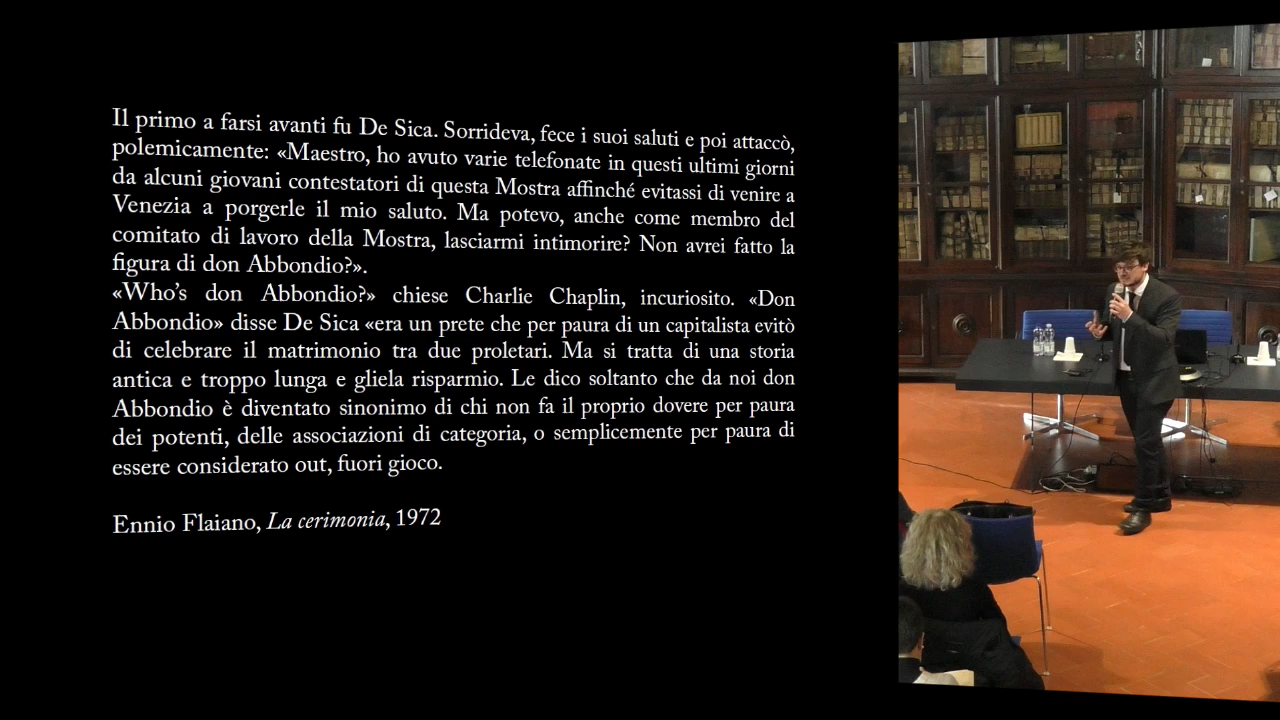 Il primo a farsi avanti fu De Sica. Sorrideva, fece i suoi saluti e poi attaccò,
polemicamente: «Maestro, ho avuto varie telefonate in questi ultimi giorni
da alcuni giovani contestatori di questa Mostra affinché evitassi di venire a
Venezia a porgerle il mio saluto. Ma potevo, anche come membro del
comitato di lavoro della Mostra, lasciarmi intimorire? Non avrei fatto la
figura di don Abbondio?».
«Who’s don Abbondio?» chiese Charlie Chaplin, incuriosito. «Don
Abbondio» disse De Sica «era un prete che per paura di un capitalista evitò
di celebrare il matrimonio tra due proletari. Ma si tratta di una storia
antica e troppo lunga e gliela risparmio. Le dico soltanto che da noi don
Abbondio è diventato sinonimo di chi non fa il proprio dovere per paura
dei potenti, delle associazioni di categoria, o semplicemente per paura di
essere considerato out, fuori gioco.
Ennio Flaiano, La cerimonia, 1972